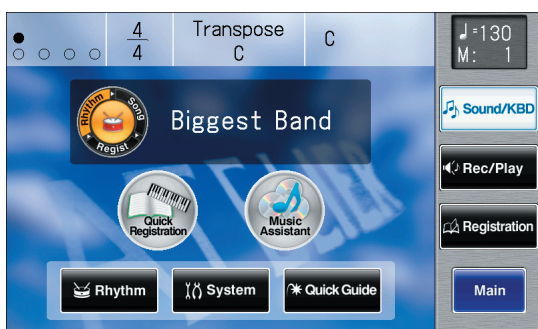 4
4
Transpose
C
C
♩=130
M: 1
Rhythm
Song
Regist
Biggest Band
Sound/KBD
Rec/Play
Quick
Registration
Music
Assistant
Registration
Rhythm
System
Quick Guide
Main
ATELIER